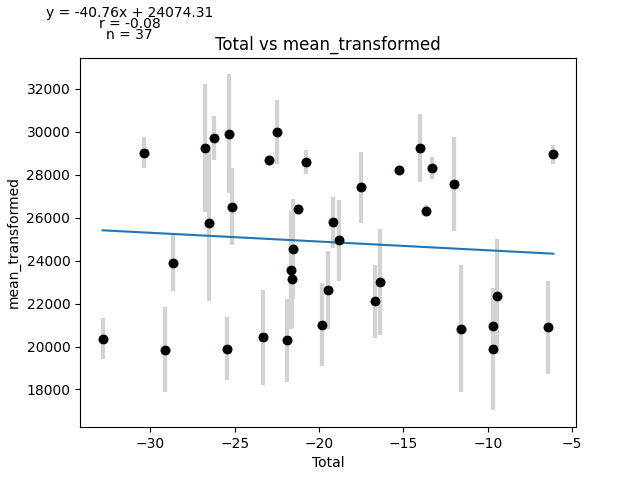 y = -40.76x + 24074.31
r = -0.08
n = 37
Total vs mean_transformed
32000
30000
28000
26000
24000
22000
20000
18000
mean_transformed
−30
−25
−20
−15
−10
−5
Total